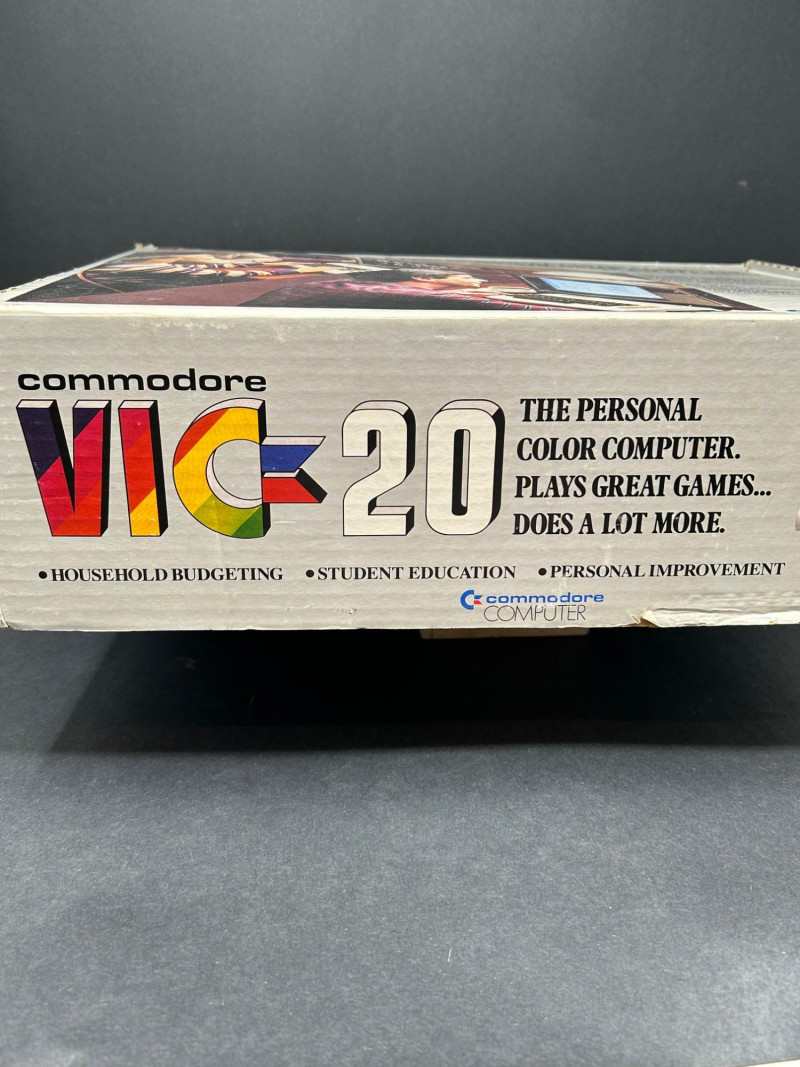 commodore
VIC-20
THE PERSONAL
COLOR COMPUTER.
PLAYS GREAT GAMES...
DOES A LOT MORE.
• HOUSEHOLD BUDGETING • STUDENT EDUCATION • PERSONAL IMPROVEMENT
commodore
COMPUTER